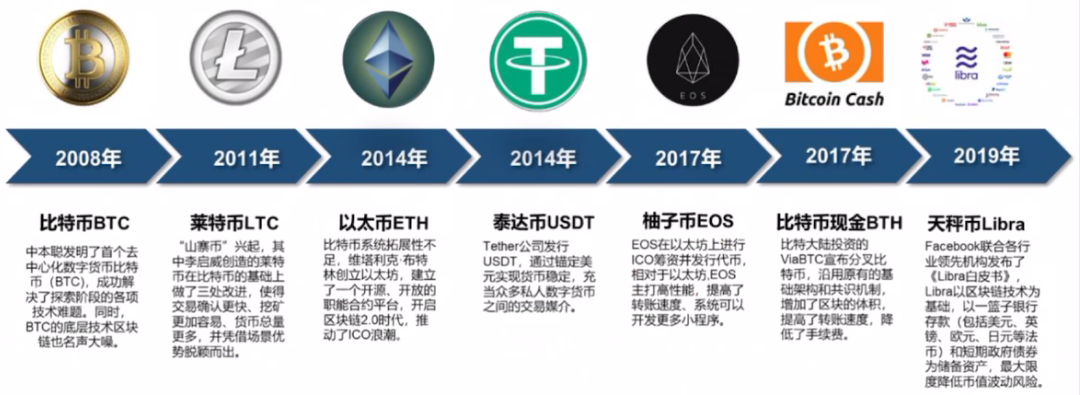 EOS
Bitcoin Cash
libra
2008年
2011年
2014年
2014年
2017年
2017年
2019年
比特币BTC
中本聪发明了首个去
中心化数字货币比特
币（BTC），成功解
决了探索阶段的各项
技术难题。同时，
BTC的底层技术区块
链也名声大噪。
莱特币LTC
“山寨币”兴起，其
中李启威创造的莱特
币在比特币的基础上
做了三处改进，使得
交易确认更快、挖矿
更加容易、货币总量
更多，并凭借场景优
势脱颖而出。
以太币ETH
比特币系统拓展性不
足，维塔利克·布特
林创立以太坊，建立
了一个开源、开放的
职能合约平台，开启
区块链2.0时代，推
动了ICO浪潮。
泰达币USDT
Tether公司发行
USDT，通过锚定美
元实现货币稳定，充
当众多私人数字货币
之间的交易媒介。
柚子币EOS
EOS在以太坊上进行
ICO筹资并发行代币，
相对于以太坊,EOS
主打高性能，提高了
转账速度、系统可以
开发更多小程序。
比特币现金BTH
比特大陆投资的
ViaBTC宣布分叉比
特币，沿用原有的基
础架构和共识机制，
增加了区块的体积，
提高了转账速度，降
低了手续费。
天秤币Libra
Facebook联合各行
业领先机构发布了
《Libra白皮书》，
Libra以区块链技术为
基础，以一篮子银行
存款（包括美元、英
镑、欧元、日元等法
币）和短期政府债券
为储备资产，最大限
度降低币值波动风险。